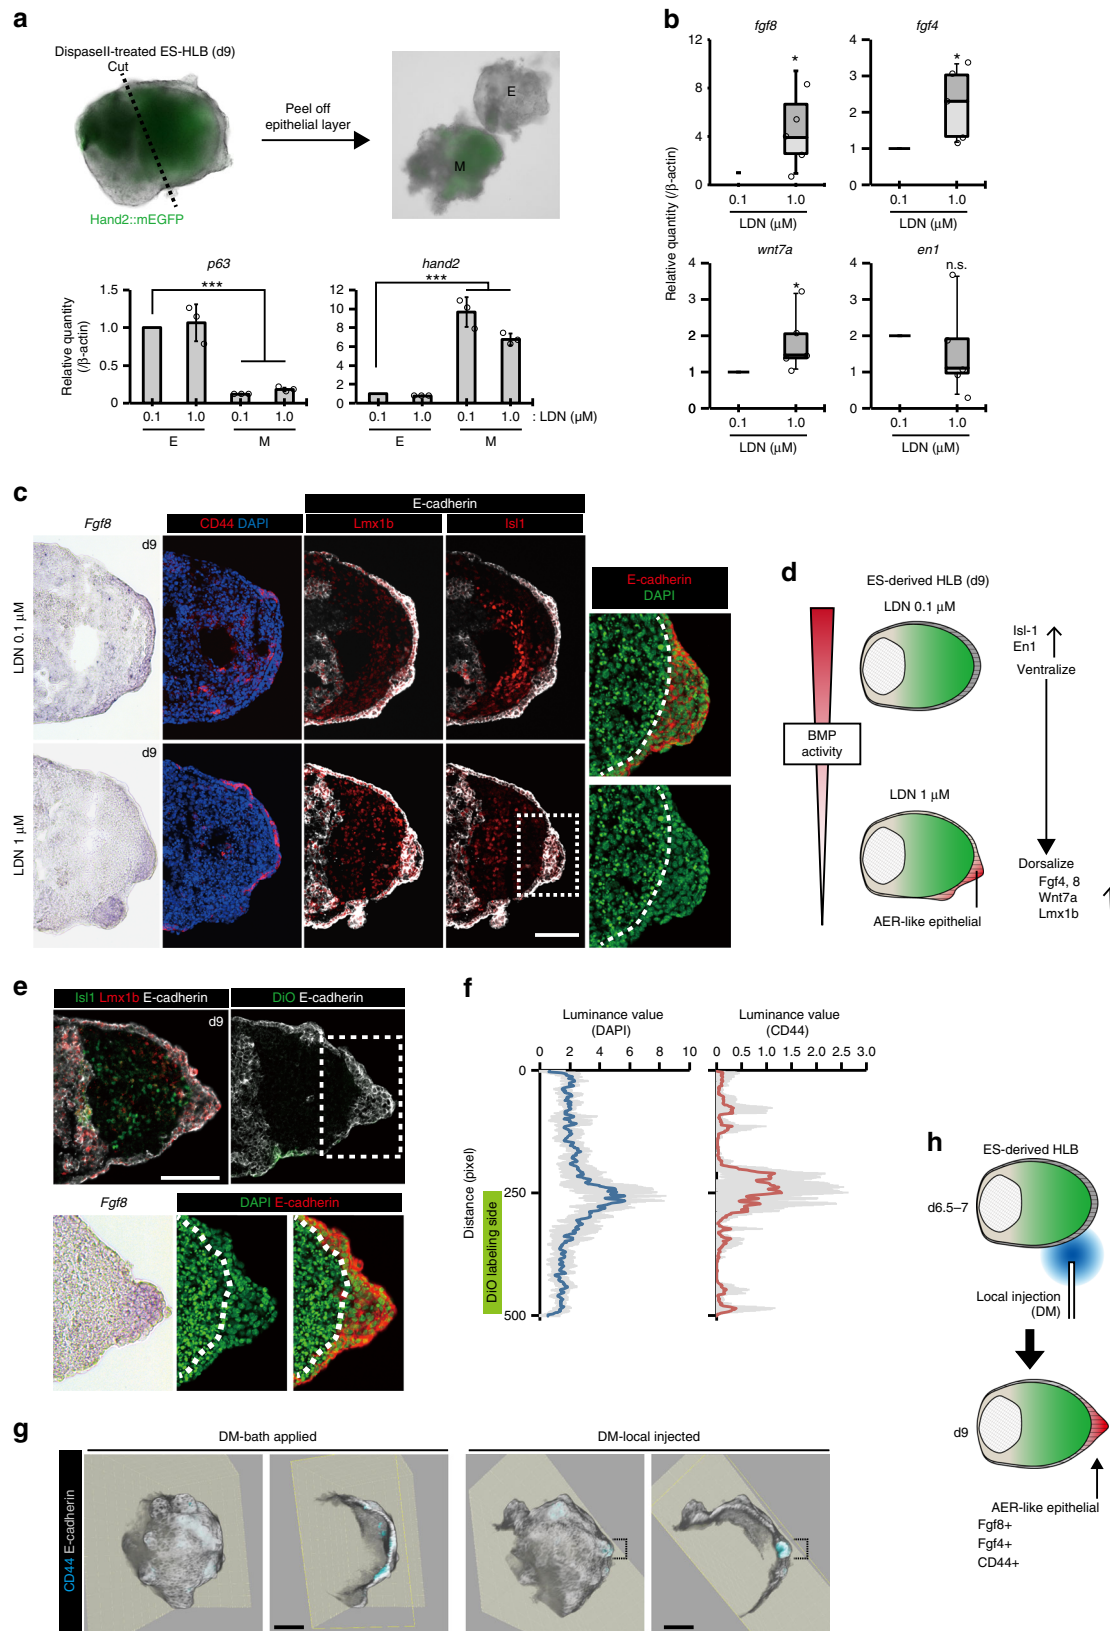 a
DispaseII-treated ES-HLB (d9)
Cut
Peel off
epithelial layer
E
M
Hand2::mEGFP
p63
***
Relative quantity
(/β-actin)
1.5
1.0
0.5
0
0.1 1.0 0.1 1.0
E M
hand2
***
12
10
8
6
4
2
0
0.1 1.0 0.1 1.0 : LDN (μM)
E M
b
Relative quantity (/β-actin)
fgf8
*
12
8
4
0
0.1 1.0
LDN (μM)
fgf4
*
4
3
2
1
0
0.1 1.0
LDN (μM)
wnt7a
*
4
3
2
1
0
0.1 1.0
LDN (μM)
en1
n.s.
4
3
2
1
0
0.1 1.0
LDN (μM)
c
E-cadherin
Fgf8
CD44 DAPI
Lmx1b
Isl1
d9
LDN 0.1 μM
E-cadherin
DAPI
d9
LDN 1 μM
d
ES-derived HLB (d9)
LDN 0.1 μM
Isl-1
En1
Ventralize
BMP
activity
LDN 1 μM
Dorsalize
Fgf4, 8
Wnt7a
Lmx1b
AER-like epithelial
e
Isl1 Lmx1b E-cadherin
DiO E-cadherin
d9
Fgf8
DAPI E-cadherin
f
Luminance value
(DAPI)
0 2 4 6 8 10
Luminance value
(CD44)
0 0.5 1.0 1.5 2.0 2.5 3.0
0
250
500
Distance (pixel)
DiO labeling side
g
DM-bath applied
DM-local injected
CD44 E-cadherin
h
ES-derived HLB
d6.5–7
Local injection
(DM)
d9
AER-like epithelial
Fgf8+
Fgf4+
CD44+